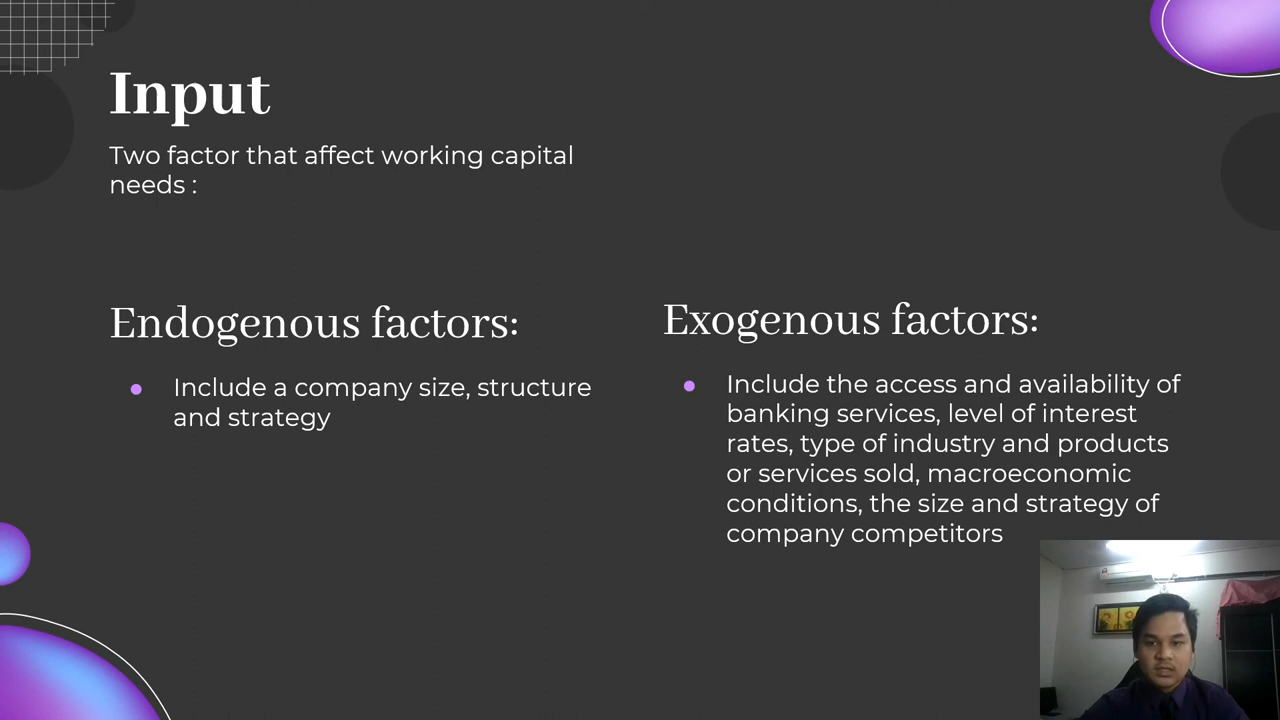 Input
Two factor that affect working capital
needs :
Endogenous factors:
Include a company size, structure
and strategy
Exogenous factors:
Include the access and availability of
banking services, level of interest
rates, type of industry and products
or services sold, macroeconomic
conditions, the size and strategy of
company competitors